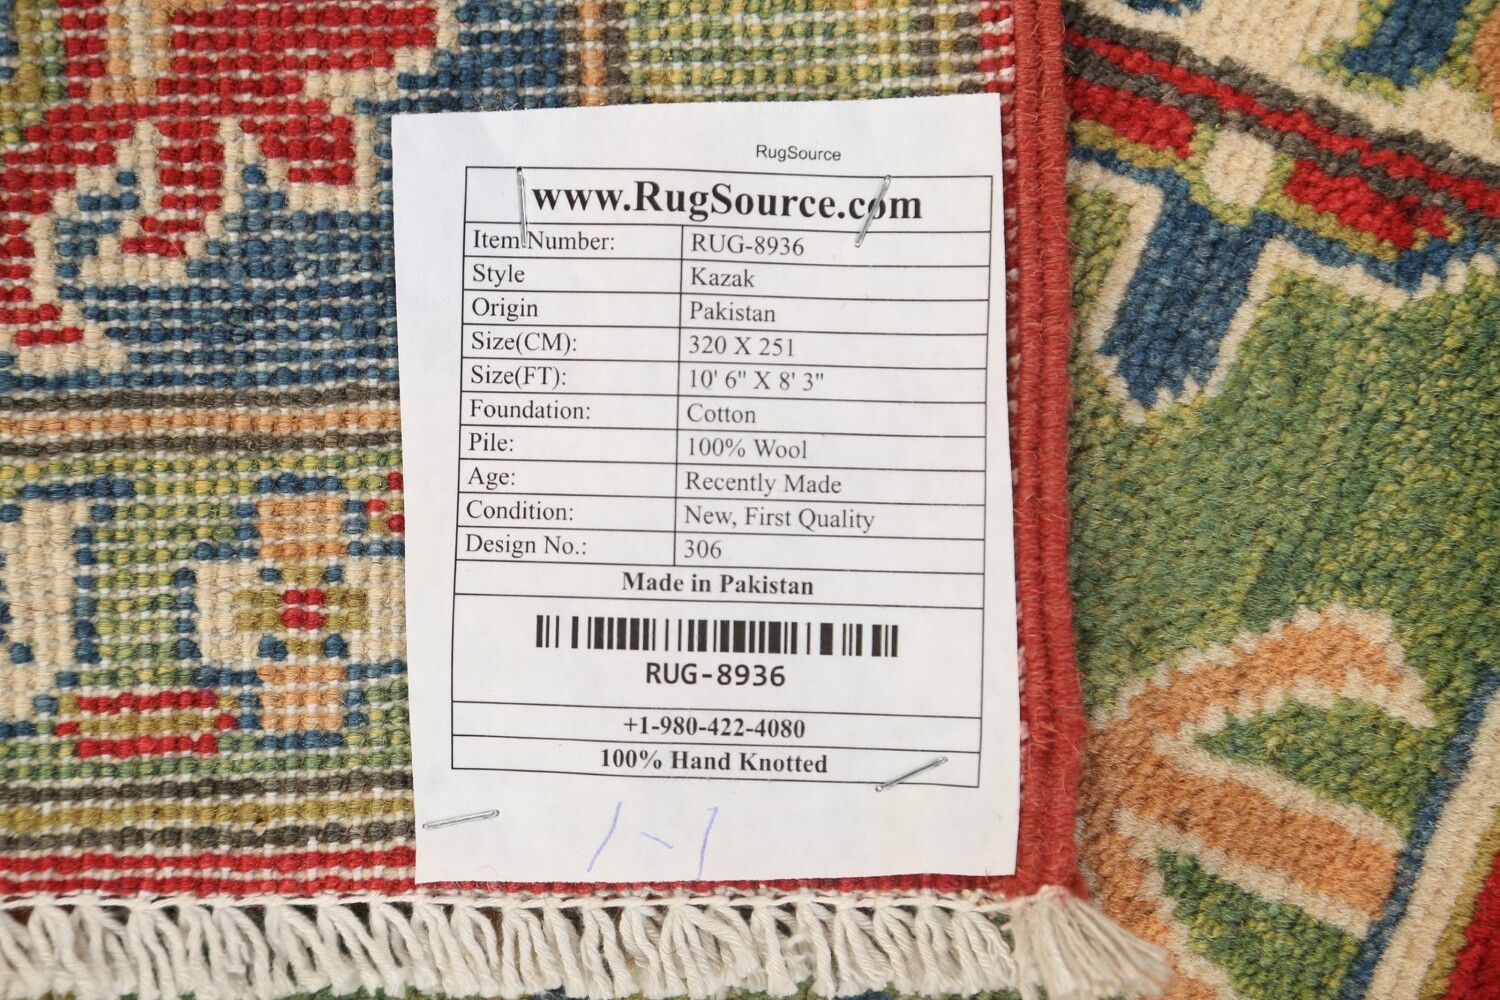 RugSource
www.RugSource.com
Item Number: RUG-8936
Style Kazak
Origin Pakistan
Size(CM): 320 X 251
Size(FT): 10' 6" X 8' 3"
Foundation: Cotton
Pile: 100% Wool
Age: Recently Made
Condition: New, First Quality
Design No.: 306
Made in Pakistan
RUG-8936
+1-980-422-4080
100% Hand Knotted
1-1